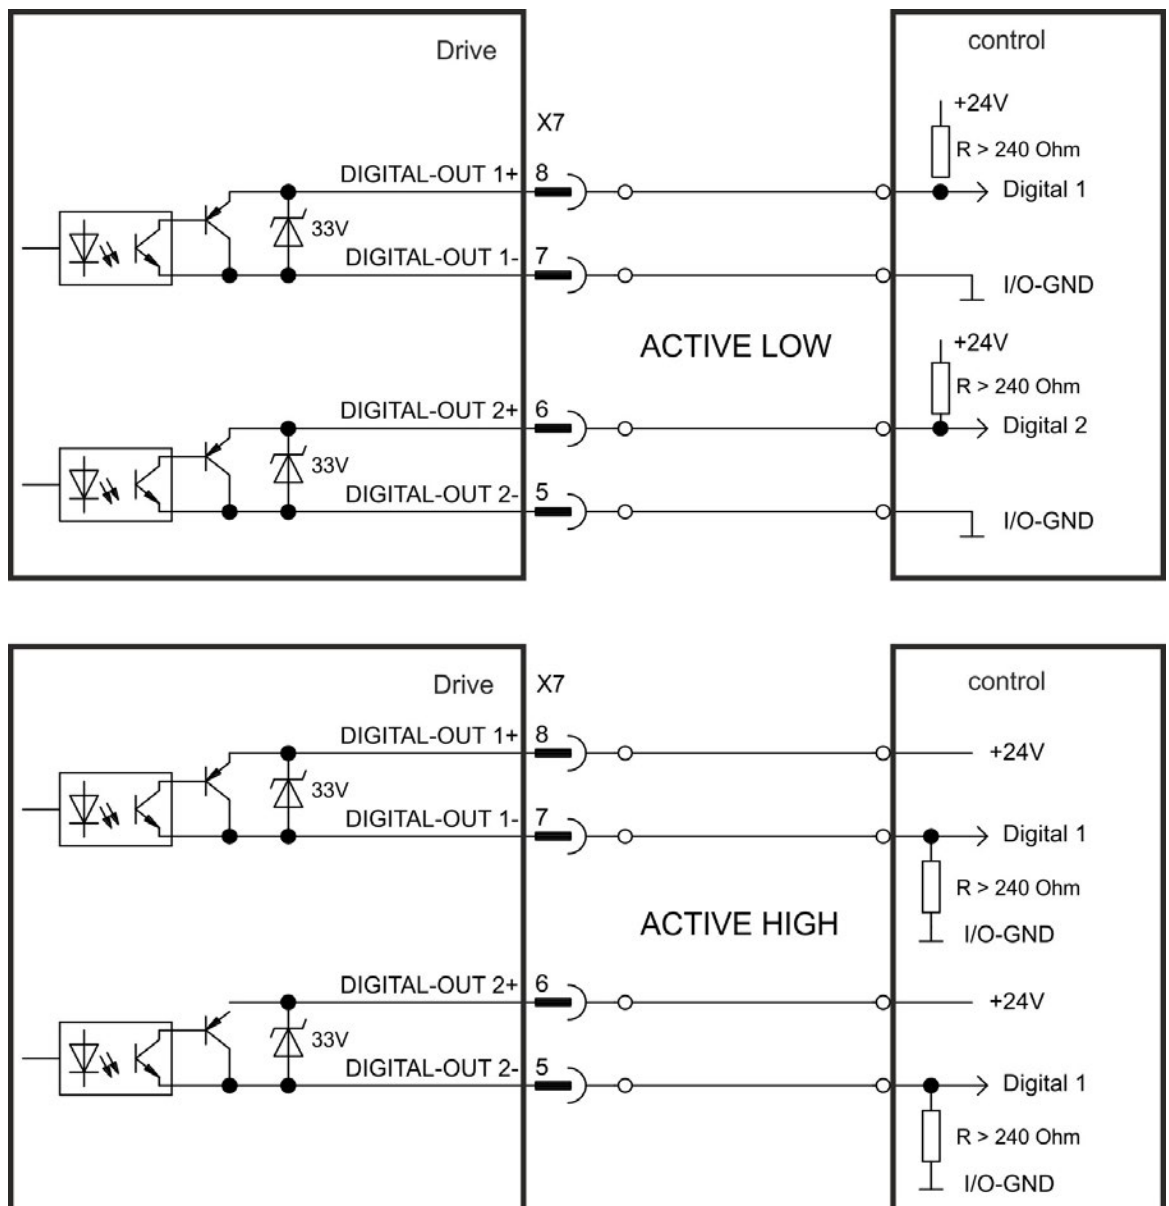 Drive
control
X7
+24V
R > 240 Ohm
DIGITAL-OUT 1+
8
Digital 1
33V
DIGITAL-OUT 1-
7
I/O-GND
ACTIVE LOW
+24V
R > 240 Ohm
DIGITAL-OUT 2+
6
Digital 2
33V
DIGITAL-OUT 2-
5
I/O-GND
Drive
X7
control
DIGITAL-OUT 1+
8
+24V
33V
DIGITAL-OUT 1-
7
Digital 1
R > 240 Ohm
ACTIVE HIGH
I/O-GND
DIGITAL-OUT 2+
6
+24V
33V
DIGITAL-OUT 2-
5
Digital 1
R > 240 Ohm
I/O-GND